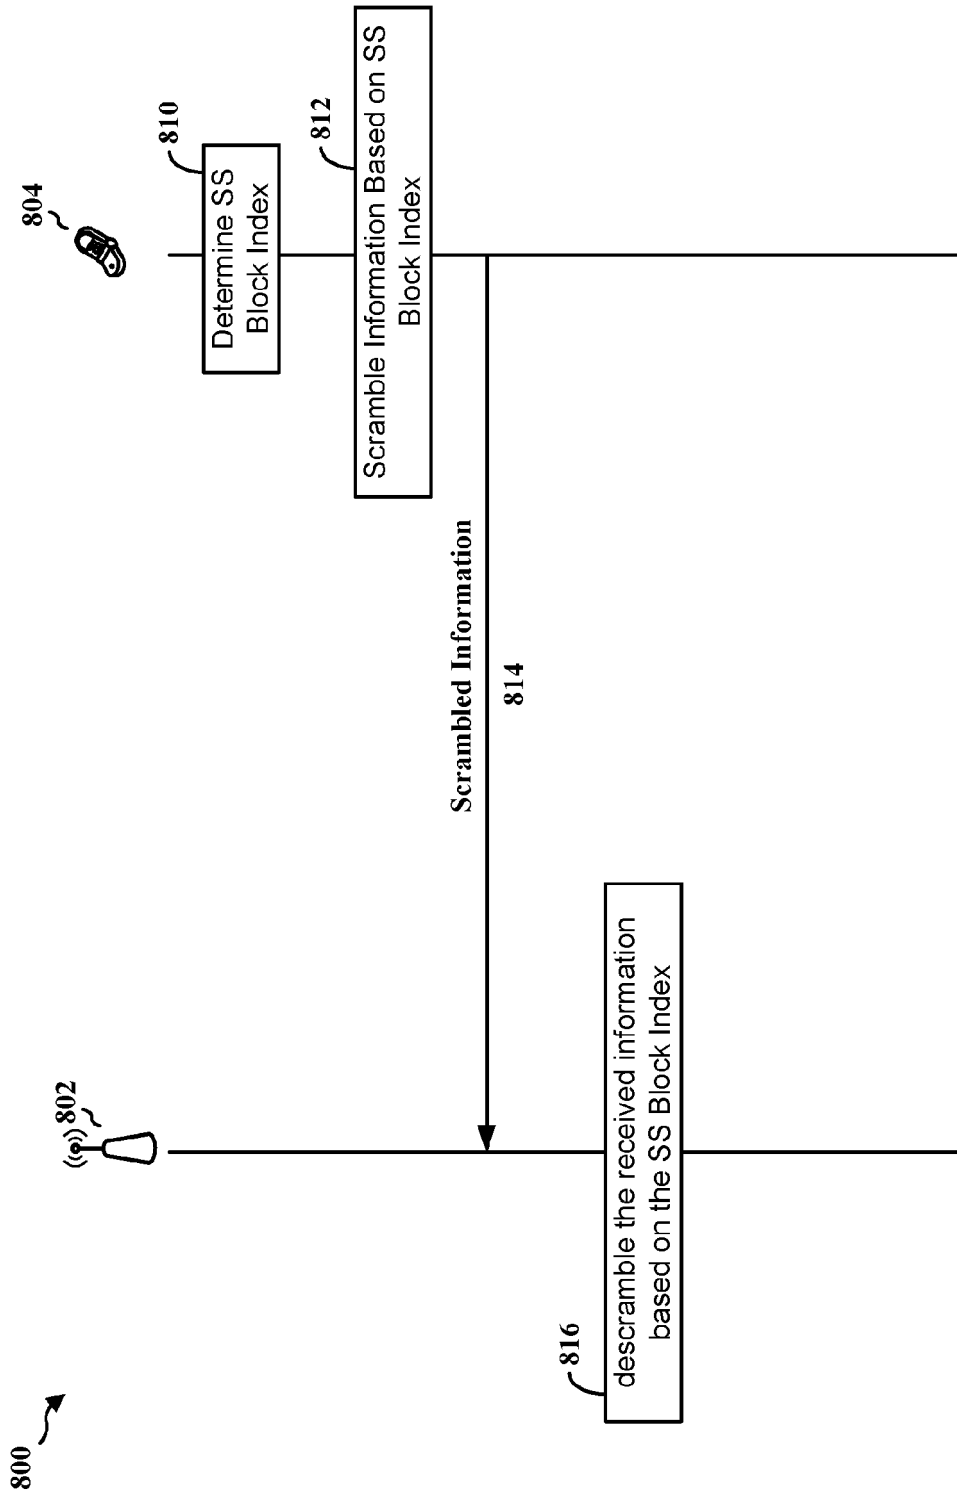 800
802
804
Determine SS
Block Index
810
Scramble Information Based on SS
Block Index
812
Scrambled Information
814
816
descramble the received information
based on the SS Block Index